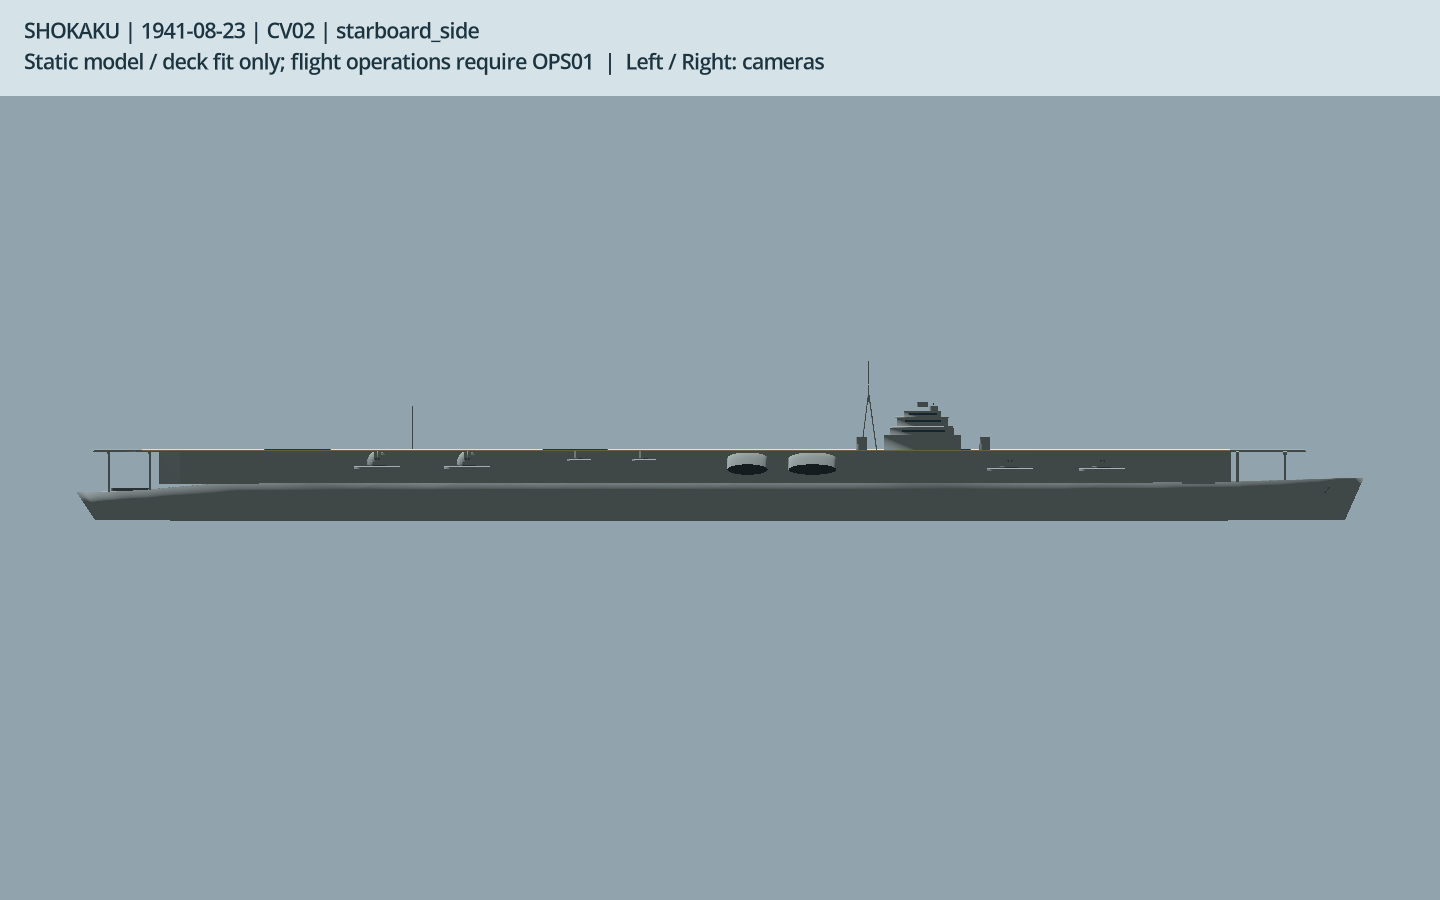 SHOKAKU | 1941-08-23 | CV02 | starboard_side
Static model / deck fit only; flight operations require OPS01 | Left / Right: cameras